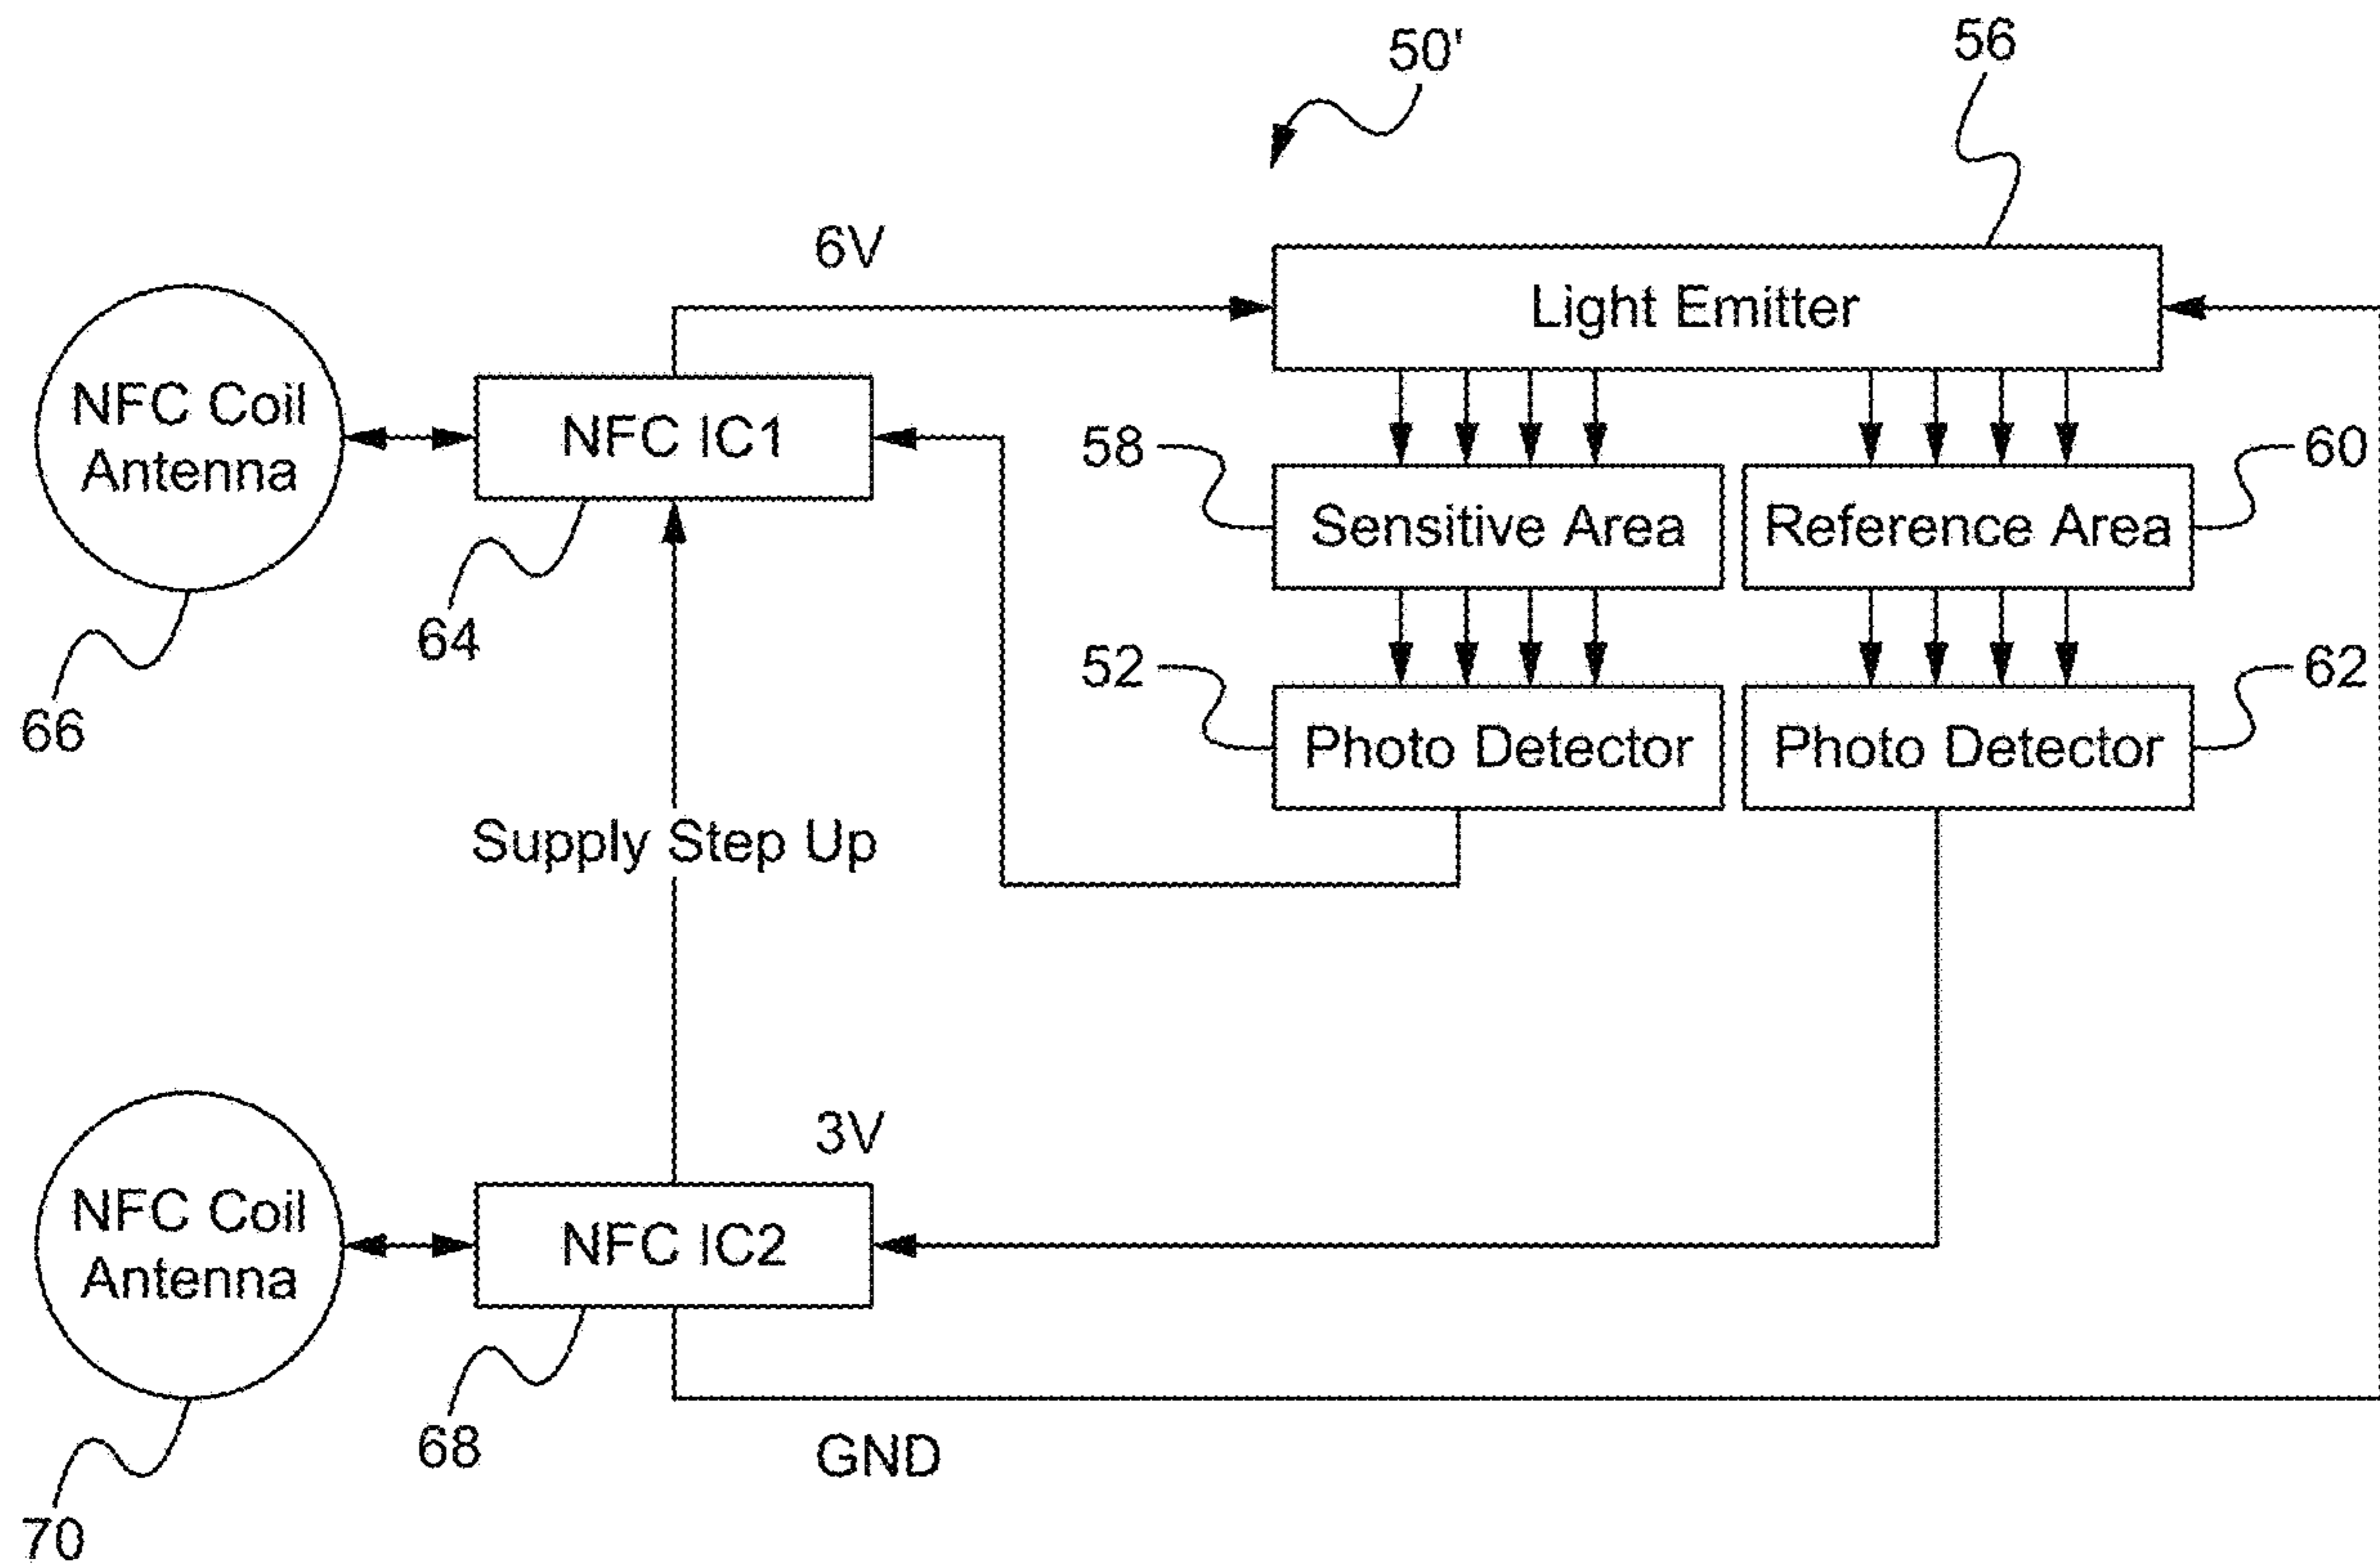 50'
56
6V
Light Emitter
NFC Coil
Antenna
NFC IC1
58
60
Sensitive Area
Reference Area
64
52
62
66
Photo Detector
Photo Detector
Supply Step Up
3V
NFC Coil
Antenna
NFC IC2
68
GND
70